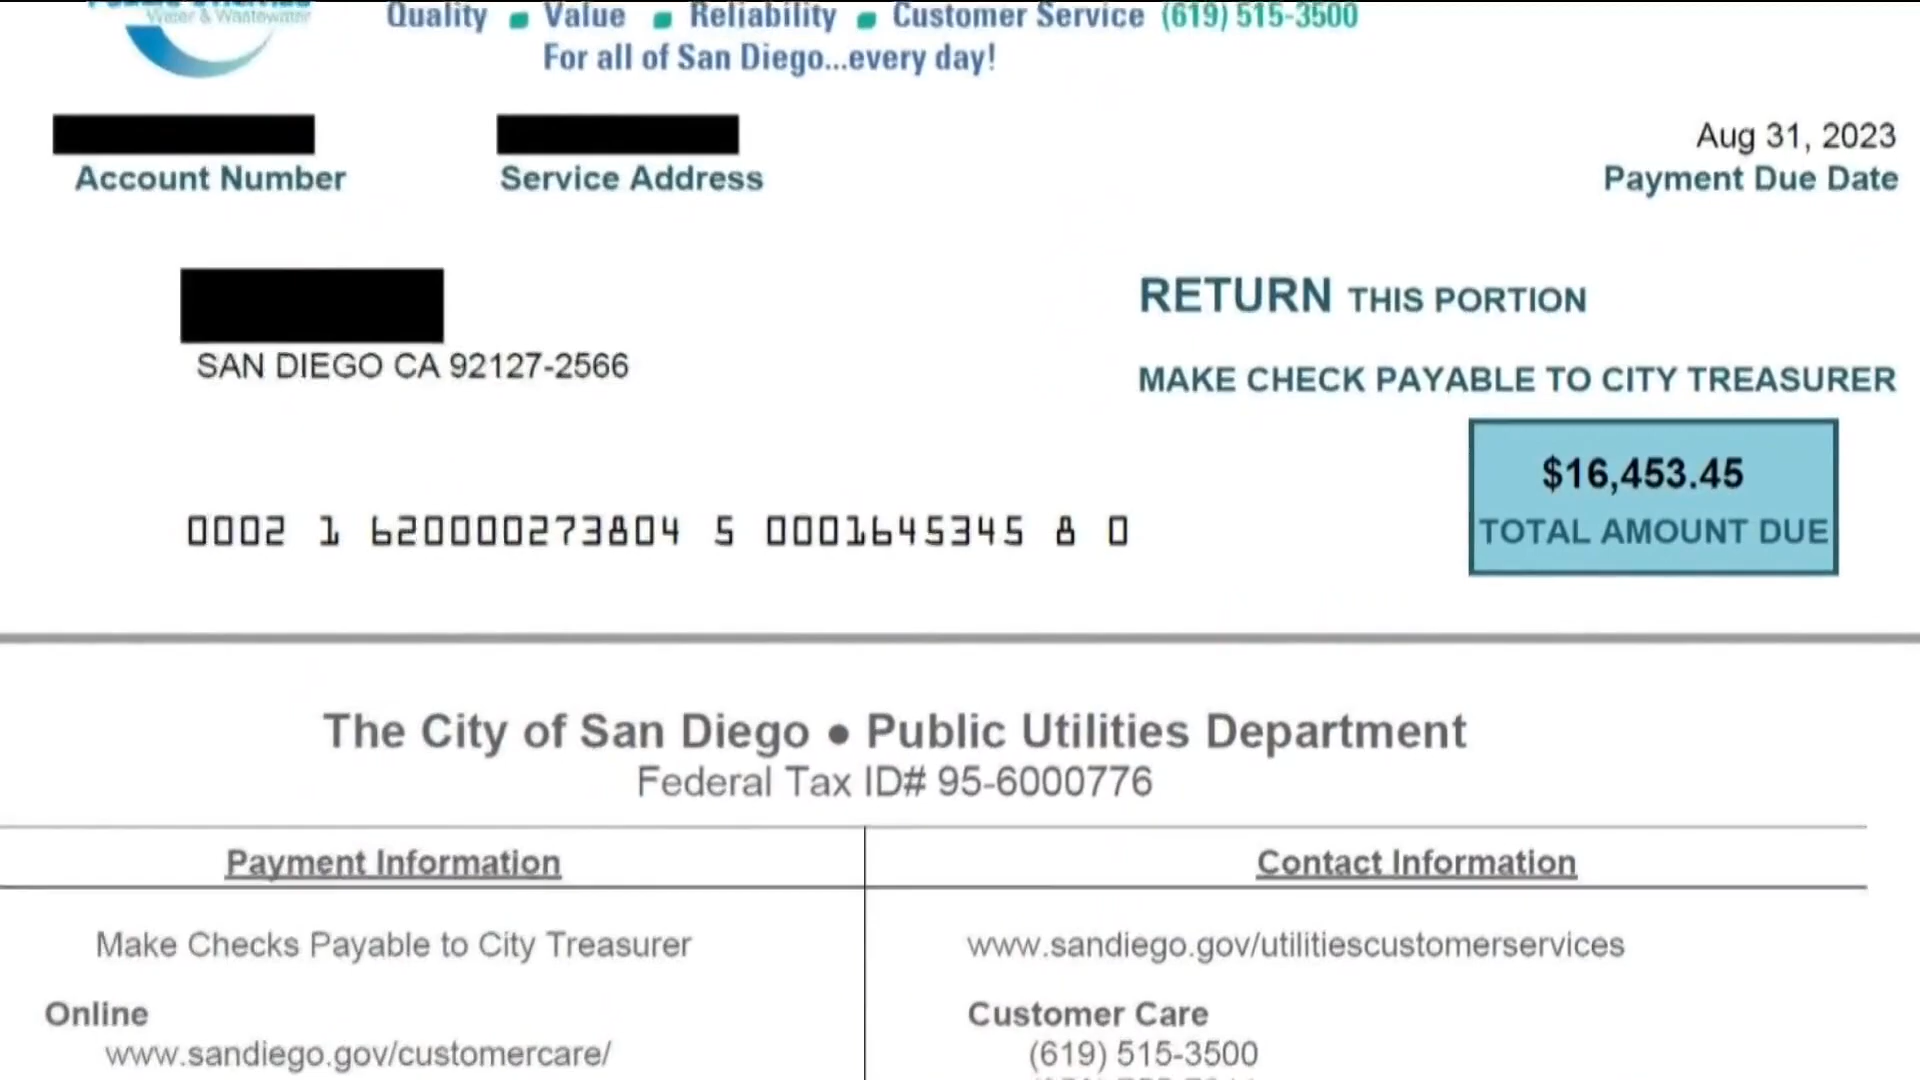 Water & Wastewater
Quality ■ Value ■ Reliability ■ Customer Service (619) 515-3500
For all of San Diego...every day!
Aug 31, 2023
Account Number
Service Address
Payment Due Date
RETURN THIS PORTION
SAN DIEGO CA 92127-2566
MAKE CHECK PAYABLE TO CITY TREASURER
$16,453.45
TOTAL AMOUNT DUE
0002 1 620000273804 5 0001645345 8 0
The City of San Diego ● Public Utilities Department
Federal Tax ID# 95-6000776
Payment Information
Contact Information
Make Checks Payable to City Treasurer
www.sandiego.gov/utilitiescustomerservices
Online
Customer Care
www.sandiego.gov/customercare/
(619) 515-3500